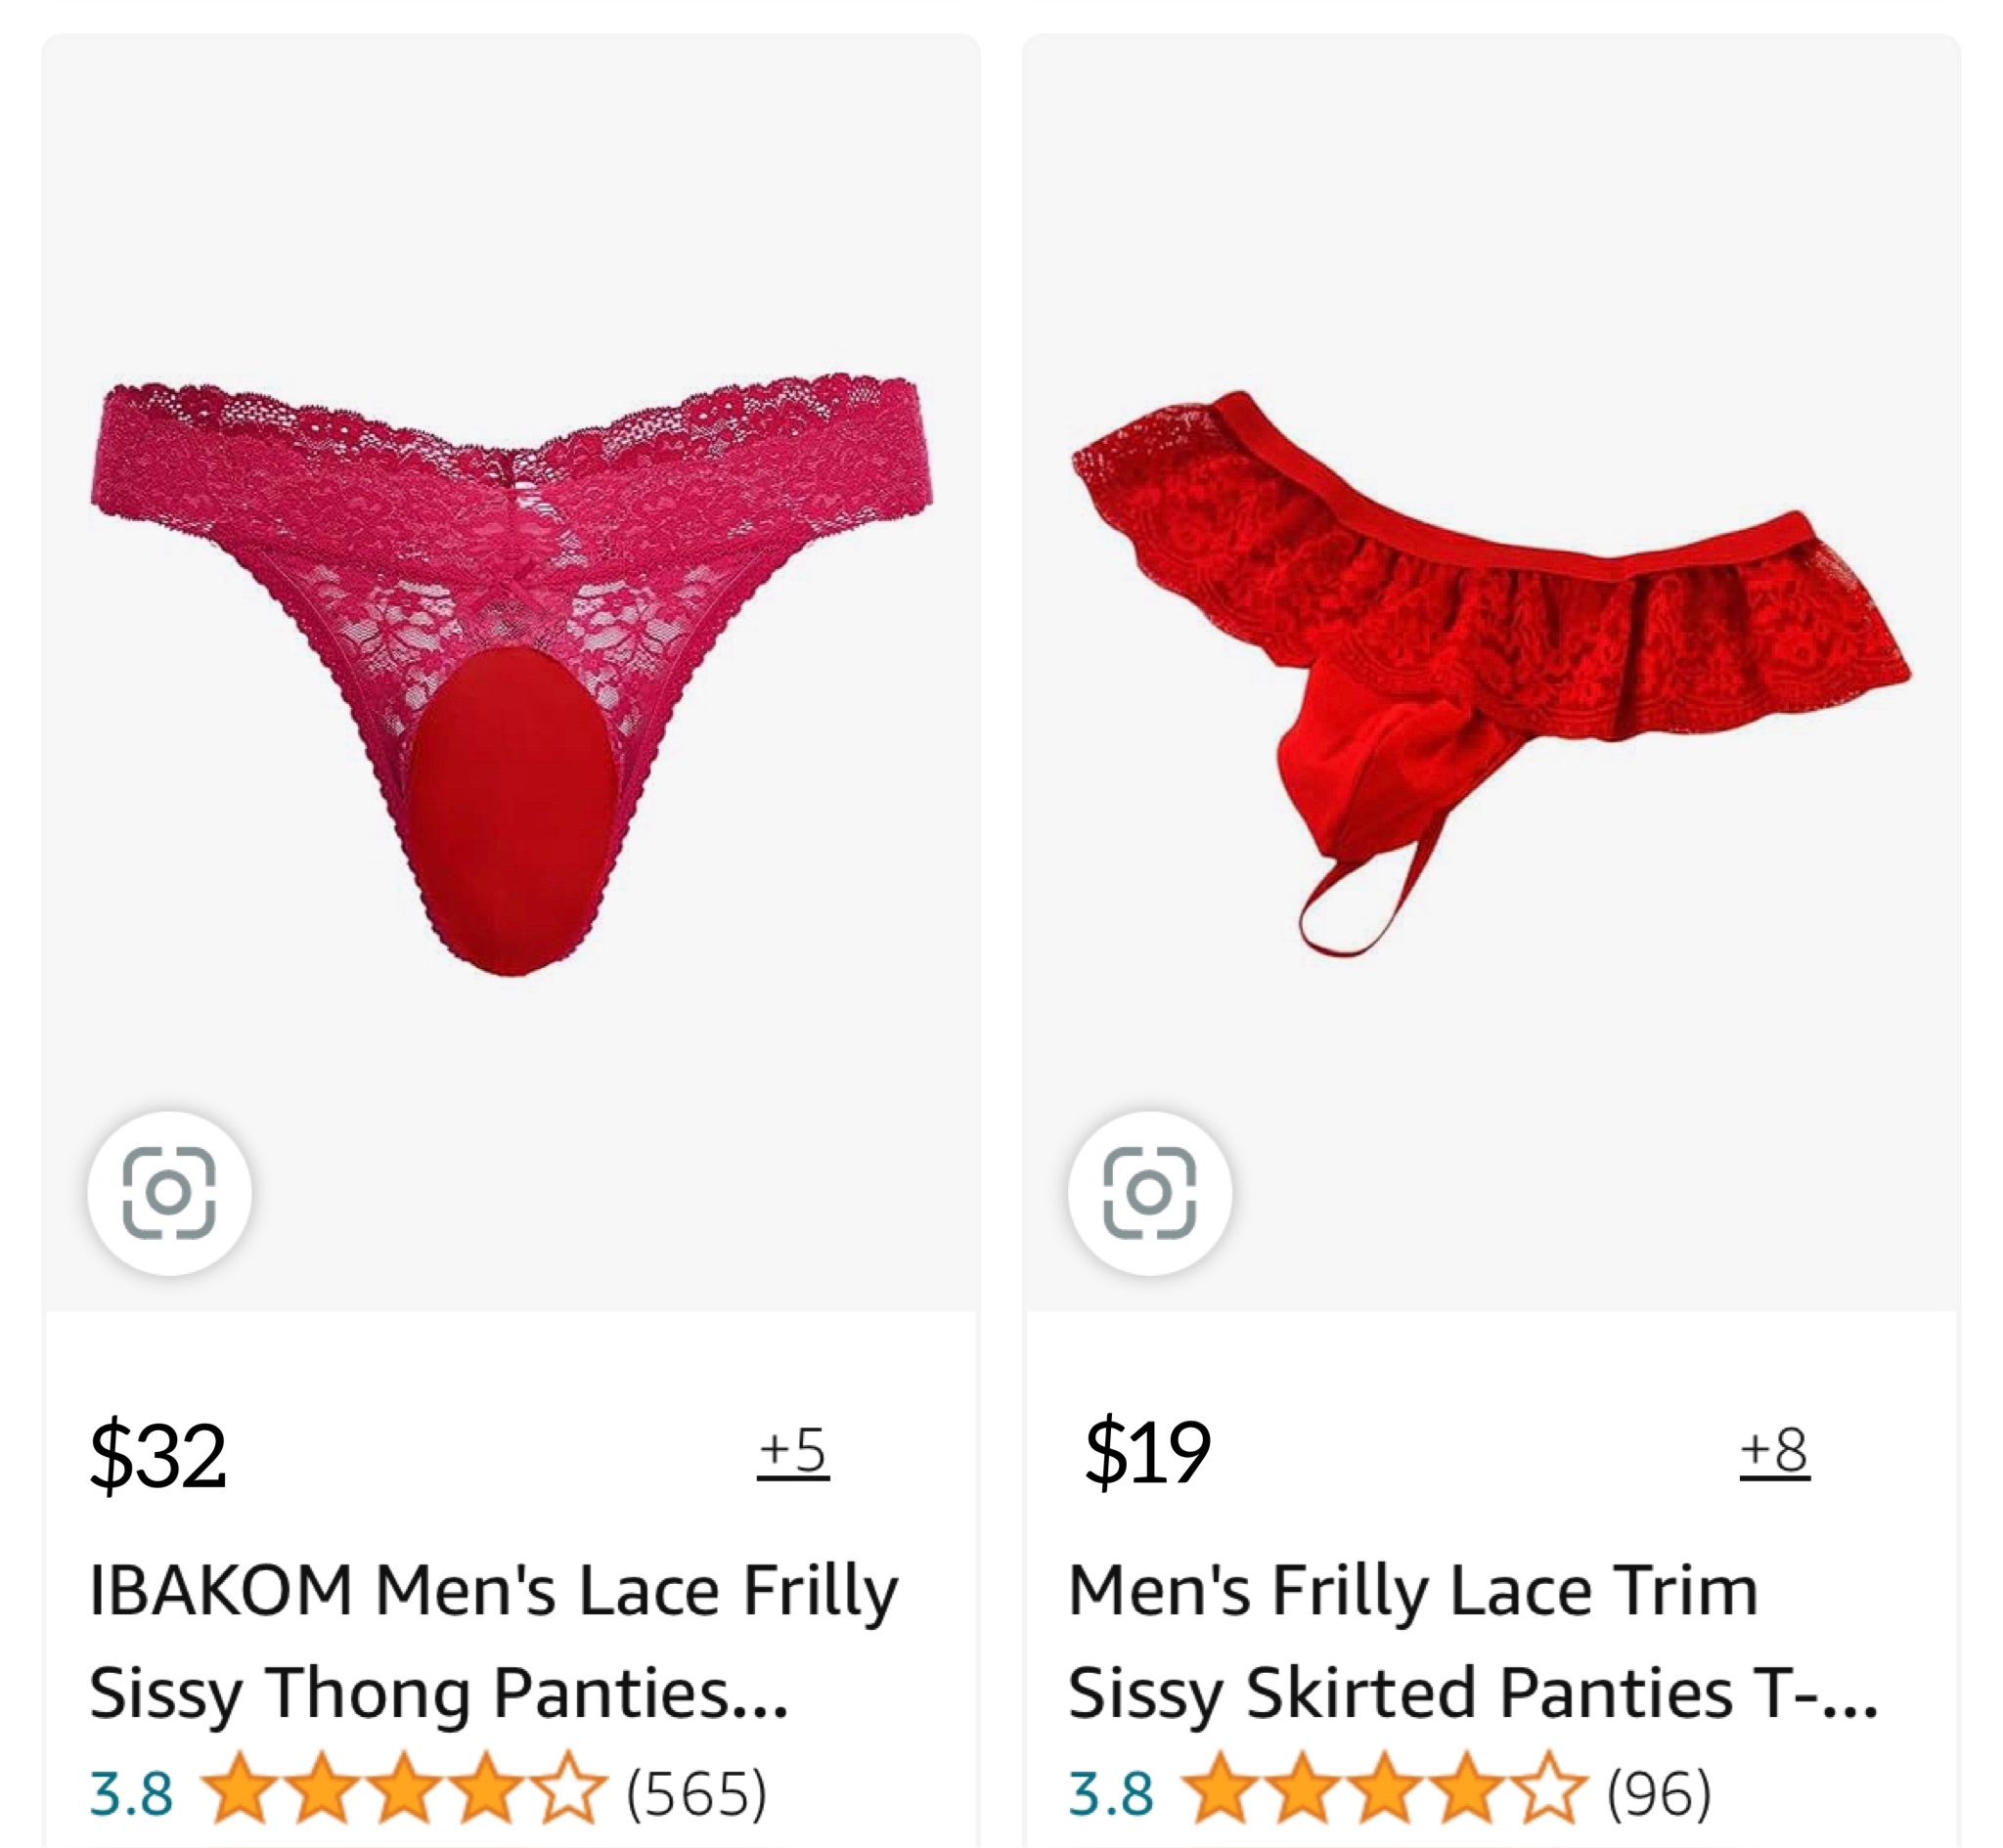 $32
+5
IBAKOM Men's Lace Frilly
Sissy Thong Panties...
3.8 (565)
$19
+8
Men's Frilly Lace Trim
Sissy Skirted Panties T-...
3.8 (96)